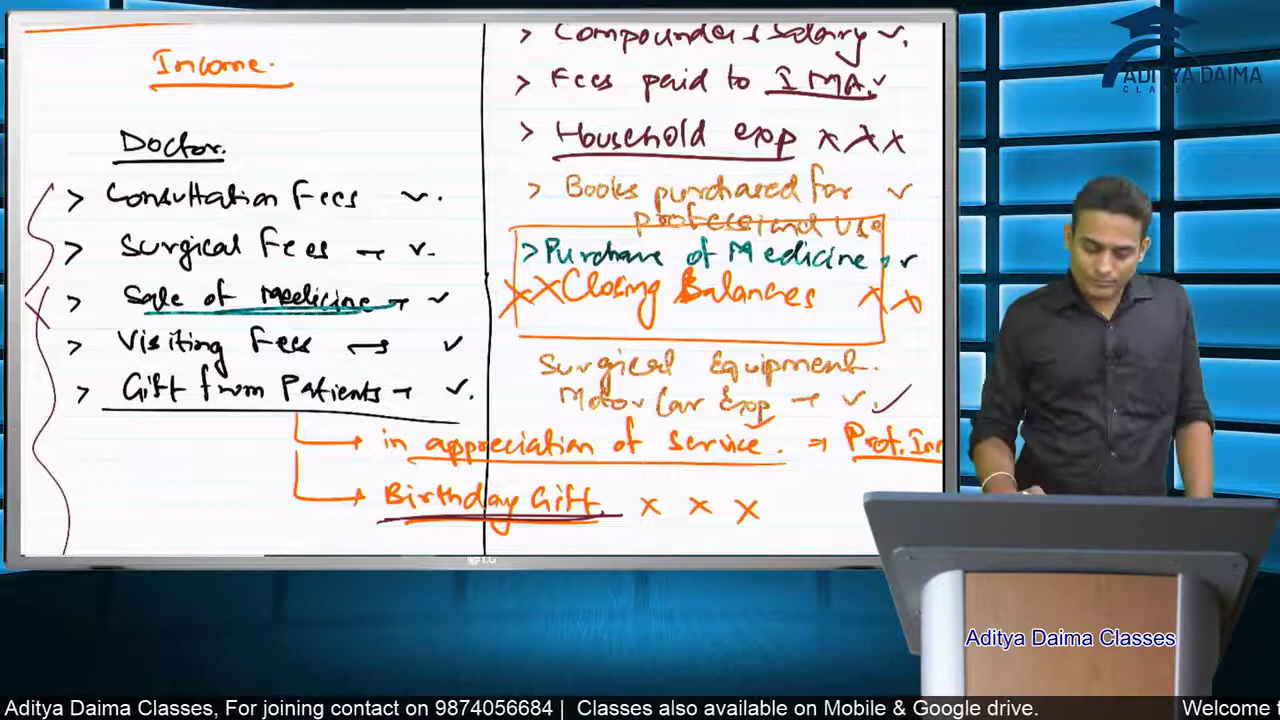 Income.
Doctor.
> Consultation Fees ✓.
> Surgical Fees → ✓.
> Sale of Medicine → ✓
> Visiting Fees ✓
> Gift from Patients → ✓.
→ in appreciation of service. ⇒ Prof. Inc
→ Birthday Gift. x x x
> Compounder's Salary ✓.
> Fees paid to IMA. ✓
> Household exp x x x
> Books purchased for ✓
professional use
> Purchase of Medicine ✓
x x Closing Balances x x
Surgical Equipment.
Motor Car Exp → ✓.
ADITYA DAIMA
CLASSES
Aditya Daima Classes
Aditya Daima Classes, For joining contact on 9874056684 | Classes also available on Mobile & Google drive. Welcome t